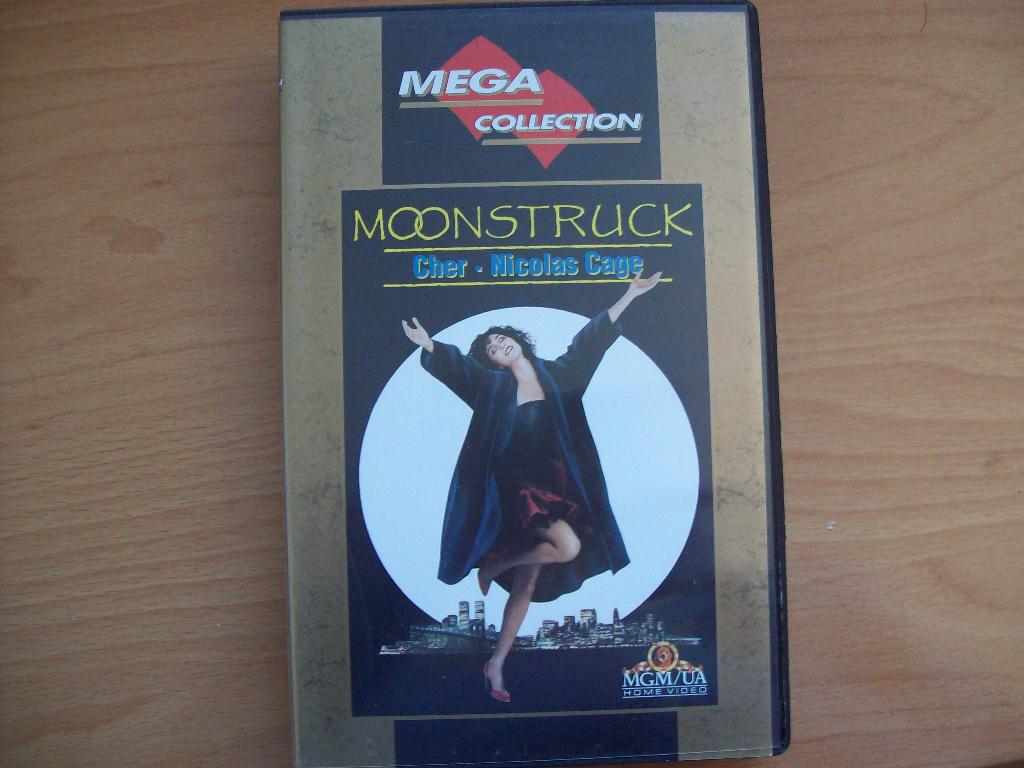 MEGA
COLLECTION
MOONSTRUCK
Cher • Nicolas Cage
MGM/UA
HOME VIDEO